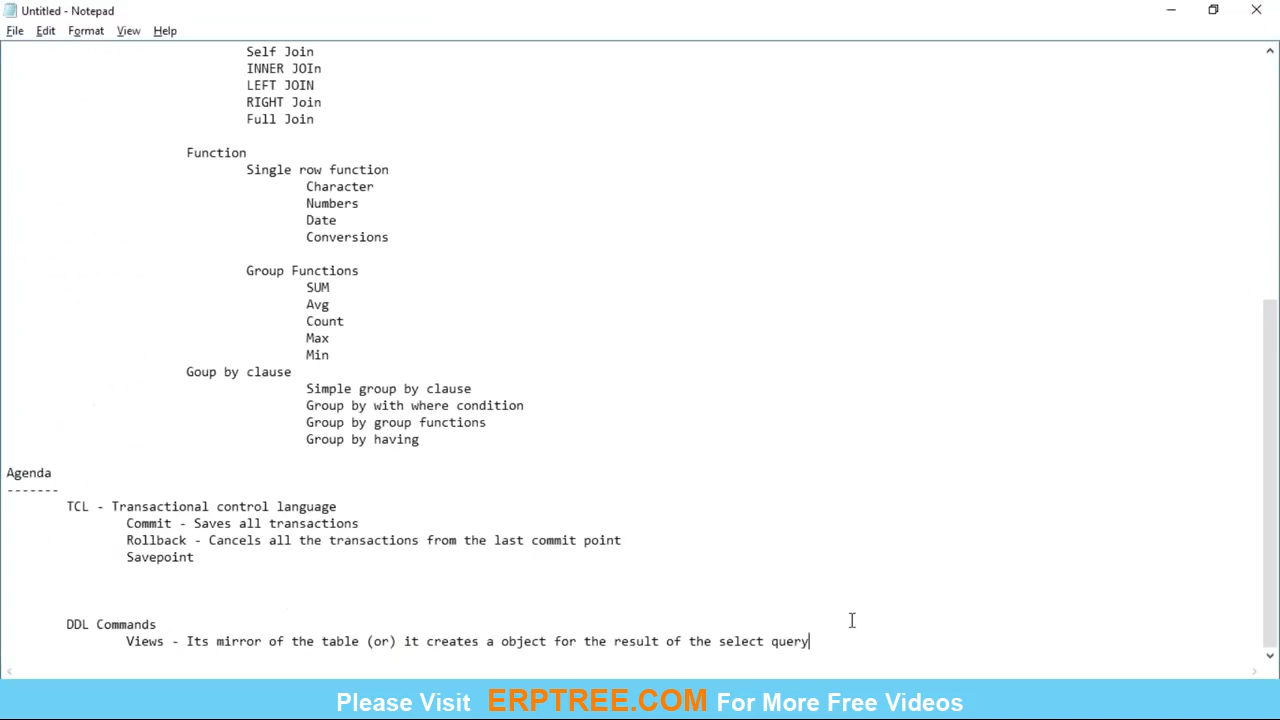 Untitled - Notepad
File Edit Format View Help
Self Join
INNER JOIn
LEFT JOIN
RIGHT Join
Full Join
Function
Single row function
Character
Numbers
Date
Conversions
Group Functions
SUM
Avg
Count
Max
Min
Goup by clause
Simple group by clause
Group by with where condition
Group by group functions
Group by having
Agenda
-------
TCL - Transactional control language
Commit - Saves all transactions
Rollback - Cancels all the transactions from the last commit point
Savepoint
DDL Commands
Views - Its mirror of the table (or) it creates a object for the result of the select query
Please Visit ERPTREE.COM For More Free Videos